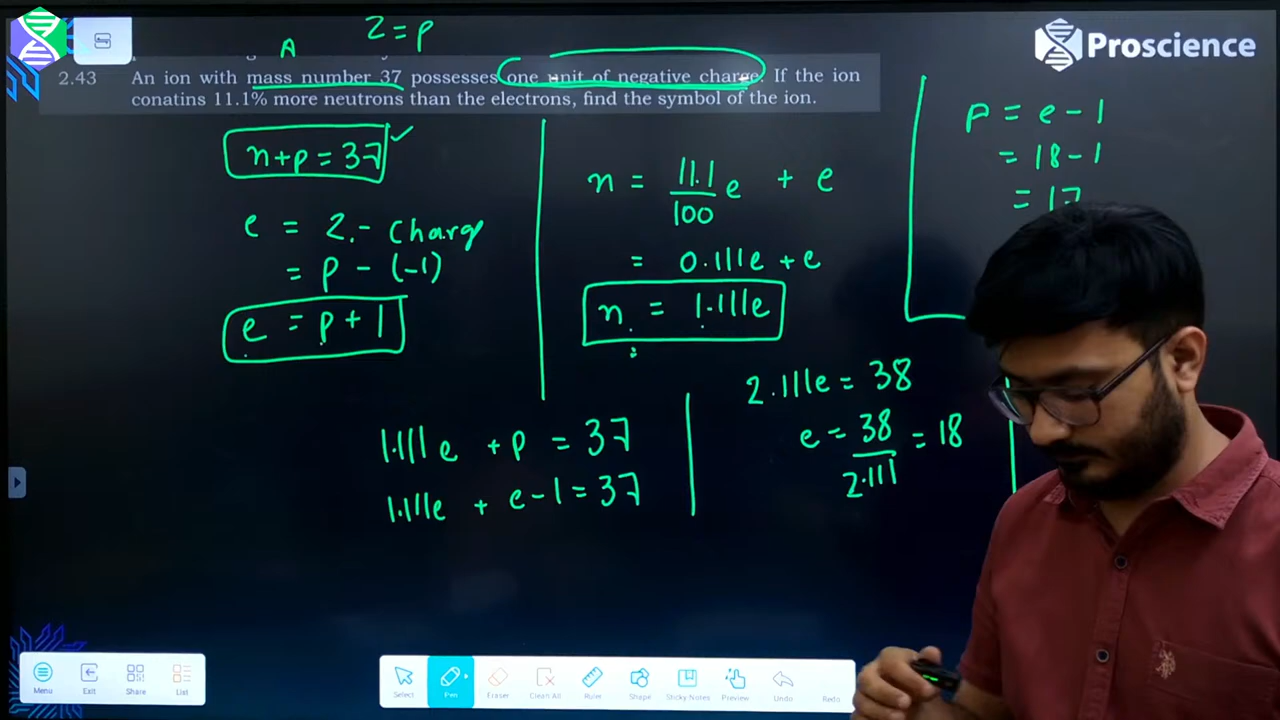 Proscience
A Z = p
2.43 An ion with mass number 37 possesses one unit of negative charge. If the ion
conatins 11.1% more neutrons than the electrons, find the symbol of the ion.
n+p = 37 ✓
e = Z - Charge
= p - (-1)
e = p + 1
n = 11.1/100 e + e
= 0.111e + e
n = 1.111e
p = e - 1
= 18 - 1
= 17
1.111e + p = 37
1.111e + e - 1 = 37
2.111e = 38
e = 38/2.111 = 18
Menu Exit Share List
Select Pen Eraser Clean All Ruler Shape Sticky Notes Preview Undo Redo